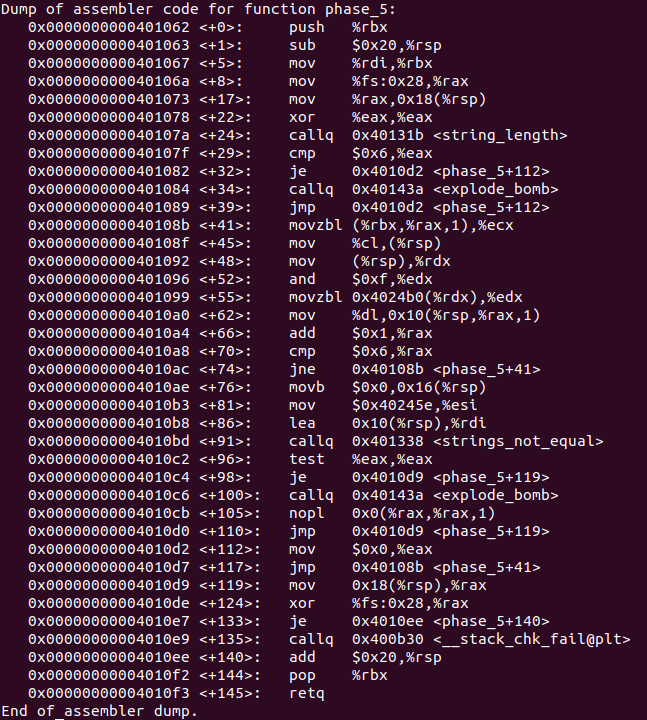 Dump of assembler code for function phase_5:
   0x0000000000401062 <+0>:     push   %rbx
   0x0000000000401063 <+1>:     sub    $0x20,%rsp
   0x0000000000401067 <+5>:     mov    %rdi,%rbx
   0x000000000040106a <+8>:     mov    %fs:0x28,%rax
   0x0000000000401073 <+17>:    mov    %rax,0x18(%rsp)
   0x0000000000401078 <+22>:    xor    %eax,%eax
   0x000000000040107a <+24>:    callq  0x40131b <string_length>
   0x000000000040107f <+29>:    cmp    $0x6,%eax
   0x0000000000401082 <+32>:    je     0x4010d2 <phase_5+112>
   0x0000000000401084 <+34>:    callq  0x40143a <explode_bomb>
   0x0000000000401089 <+39>:    jmp    0x4010d2 <phase_5+112>
   0x000000000040108b <+41>:    movzbl (%rbx,%rax,1),%ecx
   0x000000000040108f <+45>:    mov    %cl,(%rsp)
   0x0000000000401092 <+48>:    mov    (%rsp),%rdx
   0x0000000000401096 <+52>:    and    $0xf,%edx
   0x0000000000401099 <+55>:    movzbl 0x4024b0(%rdx),%edx
   0x00000000004010a0 <+62>:    mov    %dl,0x10(%rsp,%rax,1)
   0x00000000004010a4 <+66>:    add    $0x1,%rax
   0x00000000004010a8 <+70>:    cmp    $0x6,%rax
   0x00000000004010ac <+74>:    jne    0x40108b <phase_5+41>
   0x00000000004010ae <+76>:    movb   $0x0,0x16(%rsp)
   0x00000000004010b3 <+81>:    mov    $0x40245e,%esi
   0x00000000004010b8 <+86>:    lea    0x10(%rsp),%rdi
   0x00000000004010bd <+91>:    callq  0x401338 <strings_not_equal>
   0x00000000004010c2 <+96>:    test   %eax,%eax
   0x00000000004010c4 <+98>:    je     0x4010d9 <phase_5+119>
   0x00000000004010c6 <+100>:   callq  0x40143a <explode_bomb>
   0x00000000004010cb <+105>:   nopl   0x0(%rax,%rax,1)
   0x00000000004010d0 <+110>:   jmp    0x4010d9 <phase_5+119>
   0x00000000004010d2 <+112>:   mov    $0x0,%eax
   0x00000000004010d7 <+117>:   jmp    0x40108b <phase_5+41>
   0x00000000004010d9 <+119>:   mov    0x18(%rsp),%rax
   0x00000000004010de <+124>:   xor    %fs:0x28,%rax
   0x00000000004010e7 <+133>:   je     0x4010ee <phase_5+140>
   0x00000000004010e9 <+135>:   callq  0x400b30 <__stack_chk_fail@plt>
   0x00000000004010ee <+140>:   add    $0x20,%rsp
   0x00000000004010f2 <+144>:   pop    %rbx
   0x00000000004010f3 <+145>:   retq
End of assembler dump.